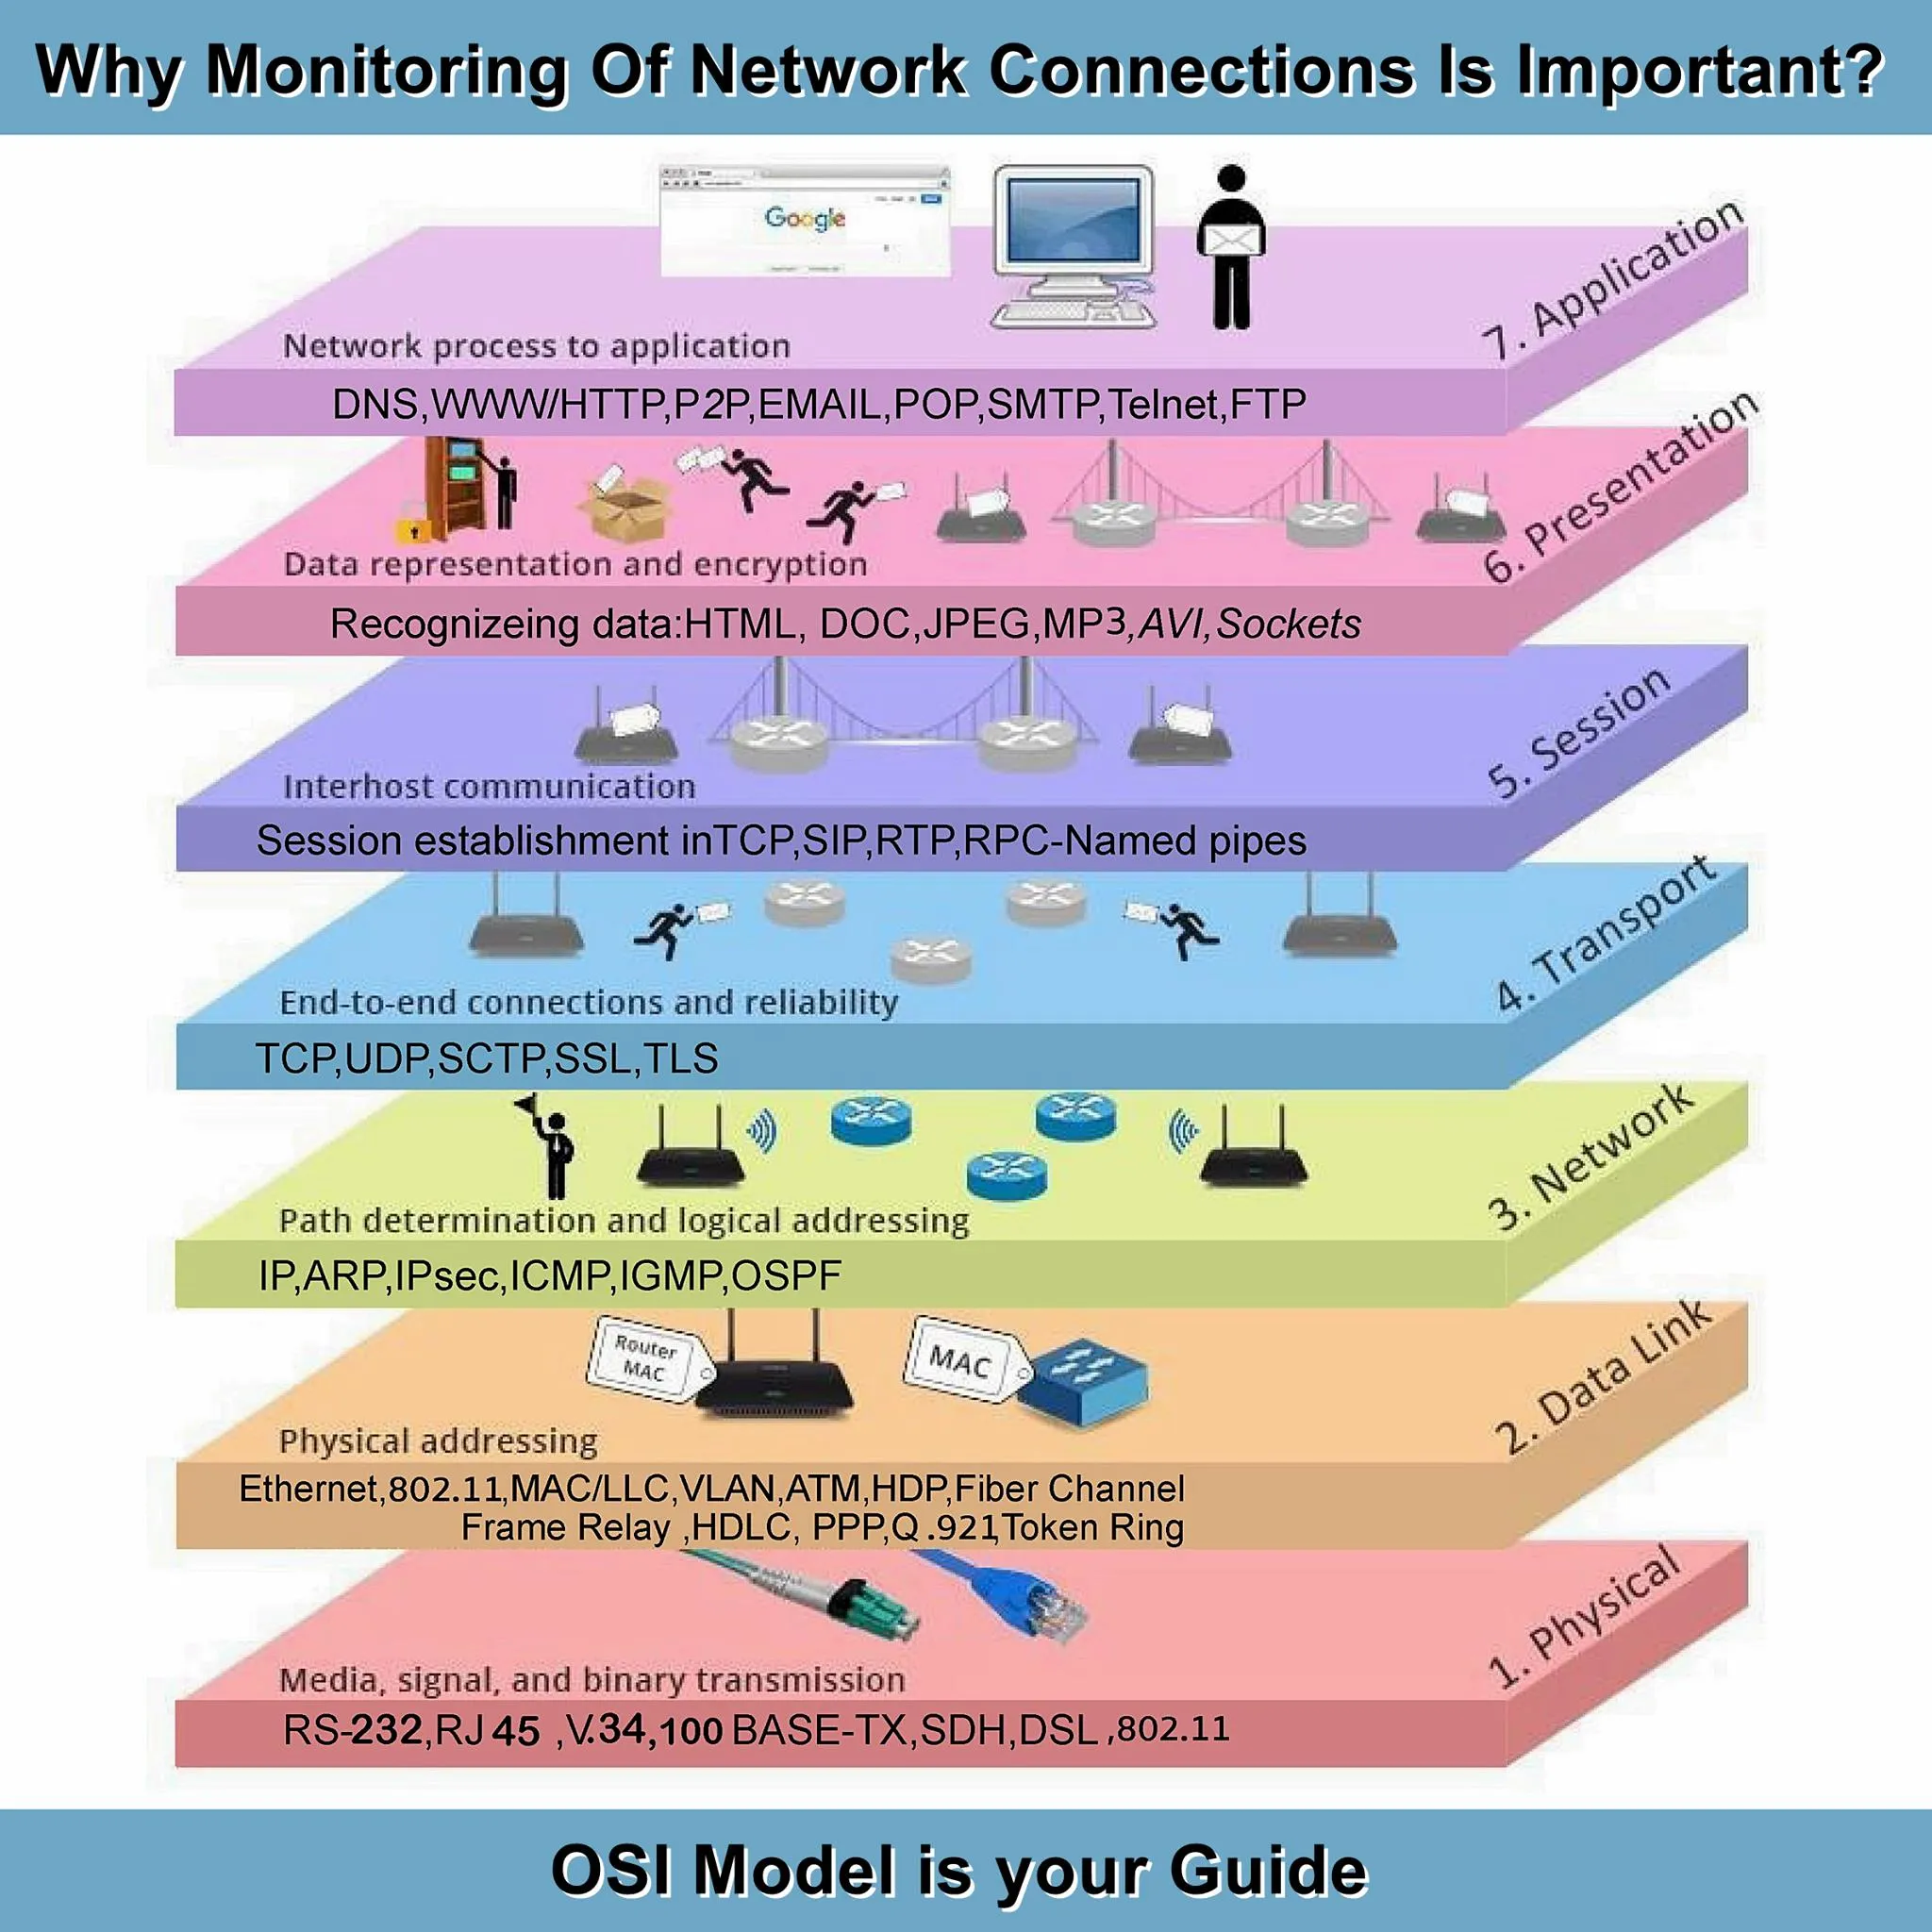 Why Monitoring Of Network Connections Is Important?
Google
Network process to application
7. Application
DNS,WWW/HTTP,P2P,EMAIL,POP,SMTP,Telnet,FTP
Data representation and encryption
6. Presentation
Recognizeing data:HTML, DOC,JPEG,MP3,AVI,Sockets
Interhost communication
5. Session
Session establishment inTCP,SIP,RTP,RPC-Named pipes
End-to-end connections and reliability
4. Transport
TCP,UDP,SCTP,SSL,TLS
Path determination and logical addressing
3. Network
IP,ARP,IPsec,ICMP,IGMP,OSPF
Router
MAC
MAC
Physical addressing
2. Data Link
Ethernet,802.11,MAC/LLC,VLAN,ATM,HDP,Fiber Channel
Frame Relay ,HDLC, PPP,Q .921,Token Ring
Media, signal, and binary transmission
1. Physical
RS-232,RJ 45 ,V.34,100 BASE-TX,SDH,DSL ,802.11
OSI Model is your Guide